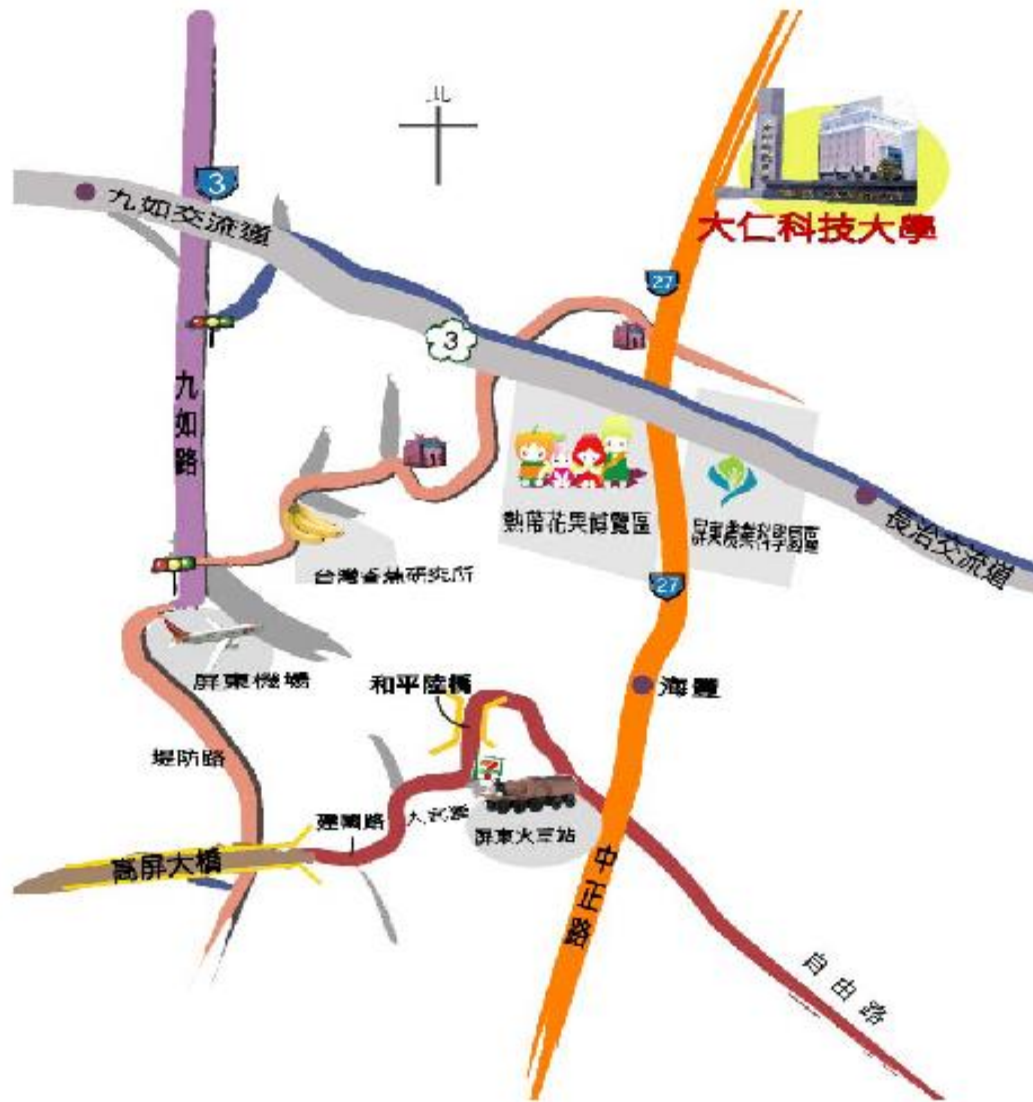 北
3
九如交流道
大仁科技大學
27
3
九如路
熱帶花果博覽區
屏東農業科學園區
長治交流道
台灣香蕉研究所
27
屏東機場
和平陸橋
海豐
堤防路
7
建國路
屏東火車站
高屏大橋
中正路
自由路